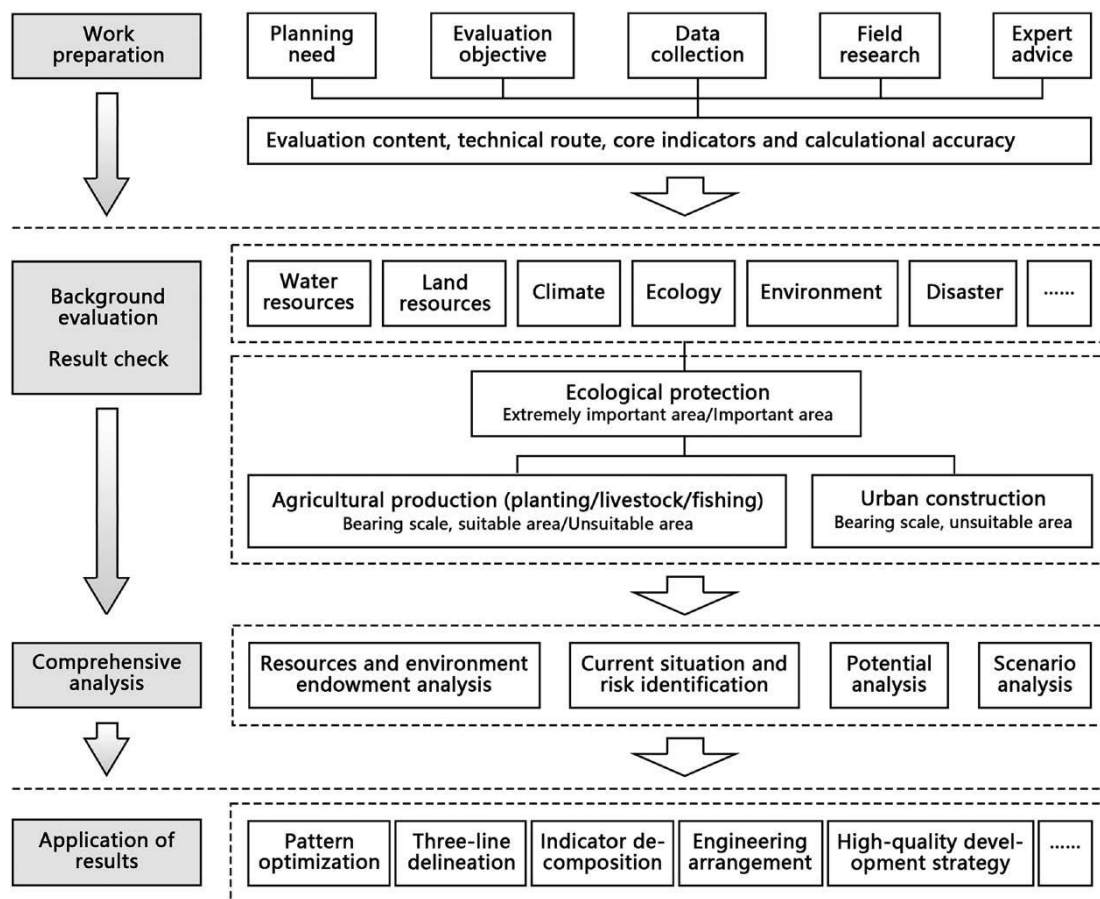 Work
preparation
Planning
need
Evaluation
objective
Data
collection
Field
research
Expert
advice
Evaluation content, technical route, core indicators and calculational accuracy
Background
evaluation
Result check
Water
resources
Land
resources
Climate
Ecology
Environment
Disaster
......
Ecological protection
Extremely important area/Important area
Agricultural production (planting/livestock/fishing)
Bearing scale, suitable area/Unsuitable area
Urban construction
Bearing scale, unsuitable area
Comprehensive
analysis
Resources and environment
endowment analysis
Current situation and
risk identification
Potential
analysis
Scenario
analysis
Application of
results
Pattern
optimization
Three-line
delineation
Indicator de-
composition
Engineering
arrangement
High-quality devel-
opment strategy
......